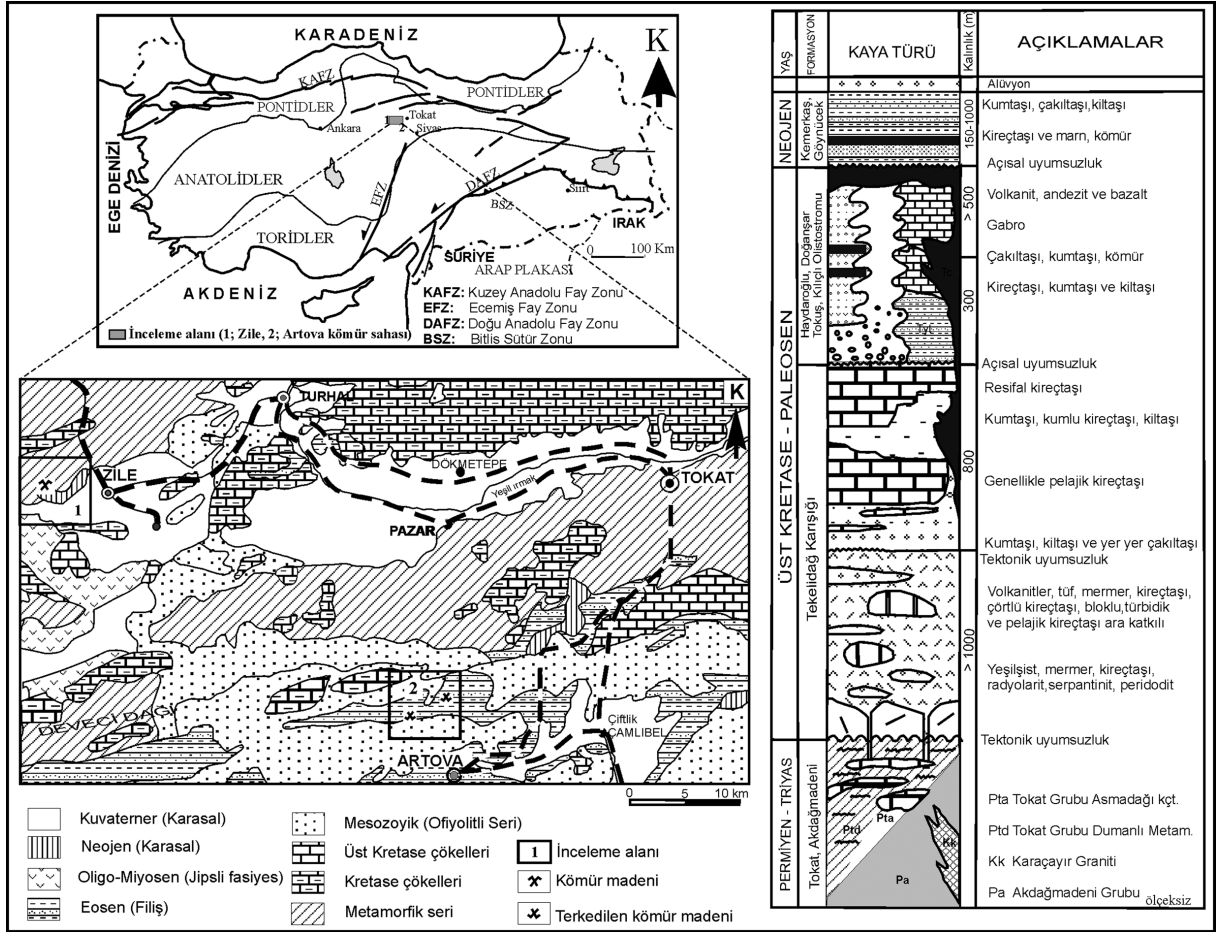 KARADENİZ
K
KAFZ
PONTİDLER
PONTİDLER
Tokat
1
2
Ankara
Sivas
EGE DENİZİ
ANATOLİDLER
EFZ
DAFZ
Siirt
BSZ
TORİDLER
IRAK
SURİYE
0 100 Km
ARAP PLAKASI
AKDENİZ
KAFZ: Kuzey Anadolu Fay Zonu
EFZ: Ecemiş Fay Zonu
DAFZ: Doğu Anadolu Fay Zonu
BSZ: Bitlis Sütür Zonu
İnceleme alanı (1; Zile, 2; Artova kömür sahası)
TURHAL
K
ZİLE
DÖKMETEPE
TOKAT
Yeşil ırmak
1
PAZAR
DEVECİ DAĞI
2
Çiftlik
ÇAMLIBEL
ARTOVA
0 5 10 km
Kuvaterner (Karasal)
Neojen (Karasal)
Oligo-Miyosen (Jipsli fasiyes)
Eosen (Filiş)
Mesozoyik (Ofiyolitli Seri)
Üst Kretase çökelleri
Kretase çökelleri
Metamorfik seri
1 İnceleme alanı
Kömür madeni
Terkedilen kömür madeni
YAŞ
FORMASYON
KAYA TÜRÜ
Kalınlık (m)
AÇIKLAMALAR
Alüvyon
NEOJEN
Kemerkaş,
Göynücek
150-1000
Kumtaşı, çakıltaşı,kiltaşı
Kireçtaşı ve marn, kömür
Açısal uyumsuzluk
ÜST KRETASE - PALEOSEN
Haydaroğlu, Doğanşar
Tokuş, Kılıçlı Olistostromu
> 500
Volkanit, andezit ve bazalt
Gabro
300
Çakıltaşı, kumtaşı, kömür
Kireçtaşı, kumtaşı ve kiltaşı
Açısal uyumsuzluk
Tekelidağ Karışığı
800
Resifal kireçtaşı
Kumtaşı, kumlu kireçtaşı, kiltaşı
Genellikle pelajik kireçtaşı
Kumtaşı, kiltaşı ve yer yer çakıltaşı
Tektonik uyumsuzluk
> 1000
Volkanitler, tüf, mermer, kireçtaşı,
çörtlü kireçtaşı, bloklu,türbidik
ve pelajik kireçtaşı ara katkılı
Yeşilşist, mermer, kireçtaşı,
radyolarit,serpantinit, peridodit
Tektonik uyumsuzluk
PERMİYEN - TRİYAS
Tokat, Akdağmadeni
Pta
Ptd
Kk
Pa
Pta Tokat Grubu Asmadağı kçt.
Ptd Tokat Grubu Dumanlı Metam.
Kk Karaçayır Graniti
Pa Akdağmadeni Grubu
ölçeksiz